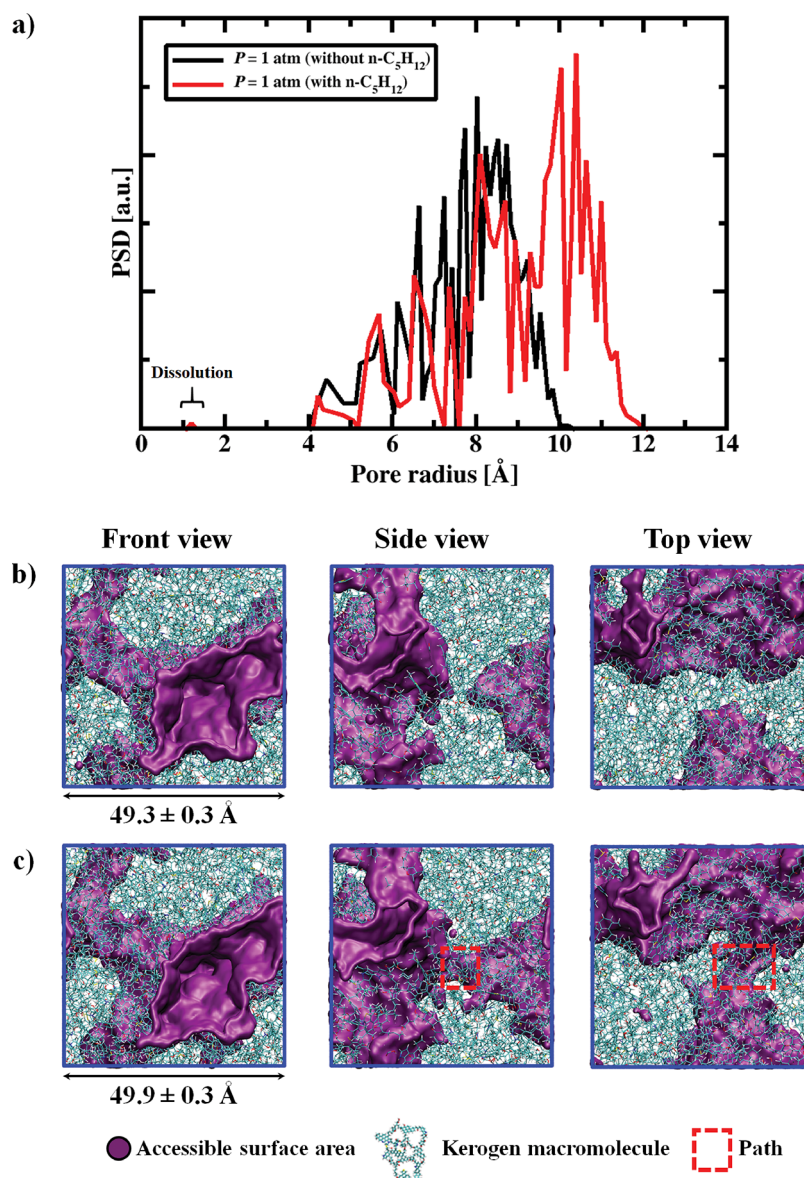 a)
P = 1 atm (without n-C₅H₁₂)
P = 1 atm (with n-C₅H₁₂)
PSD [a.u.]
Dissolution
0 2 4 6 8 10 12 14
Pore radius [Å]
Front view Side view Top view
b)
49.3 ± 0.3 Å
c)
49.9 ± 0.3 Å
Accessible surface area Kerogen macromolecule Path